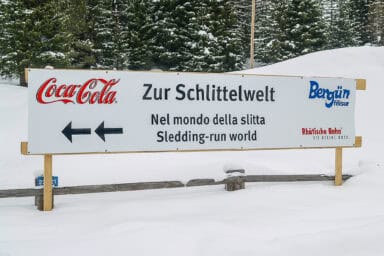 Coca-Cola
Zur Schlittelwelt
Nel mondo della slitta
Sledding-run world
Bergün
Filisur
Rhätische Bahn